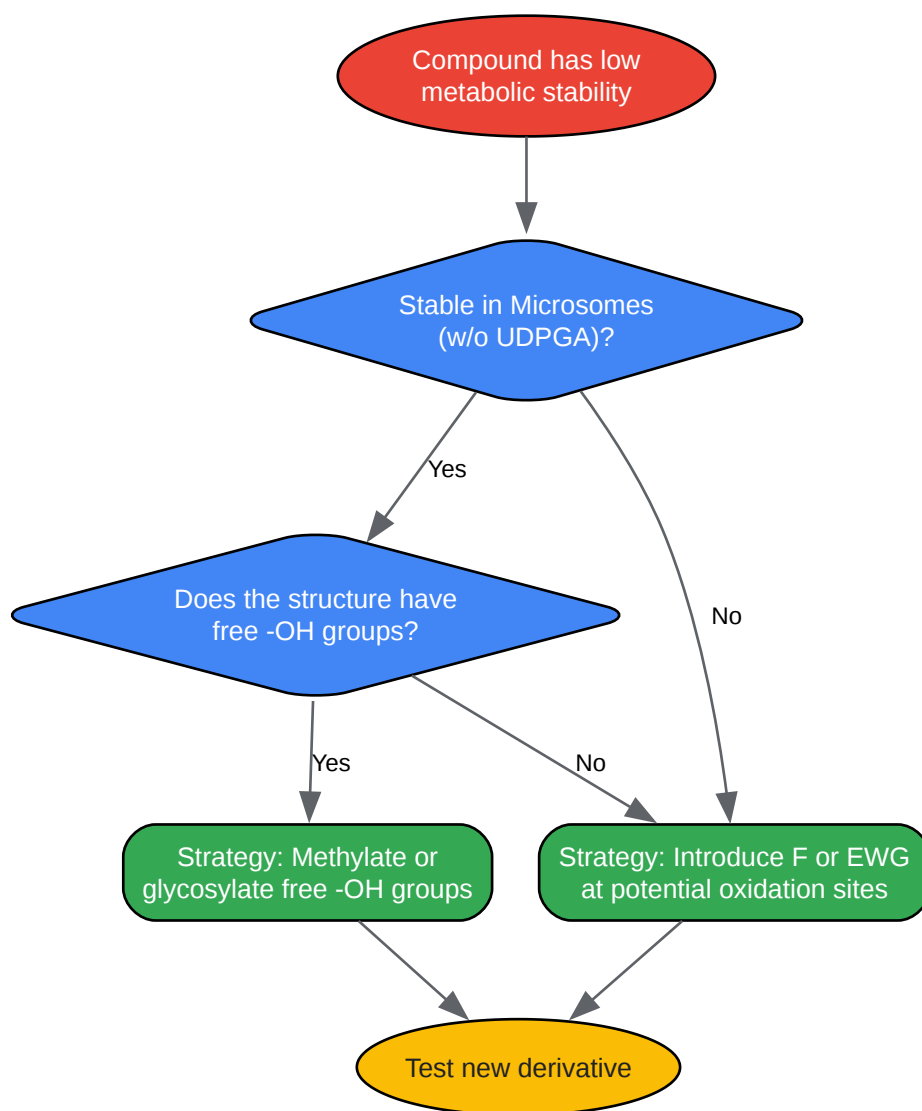 Compound has low
metabolic stability
Stable in Microsomes
(w/o UDPGA)?
Yes
No
Does the structure have
free -OH groups?
Yes
No
Strategy: Methylate or
glycosylate free -OH groups
Strategy: Introduce F or EWG
at potential oxidation sites
Test new derivative